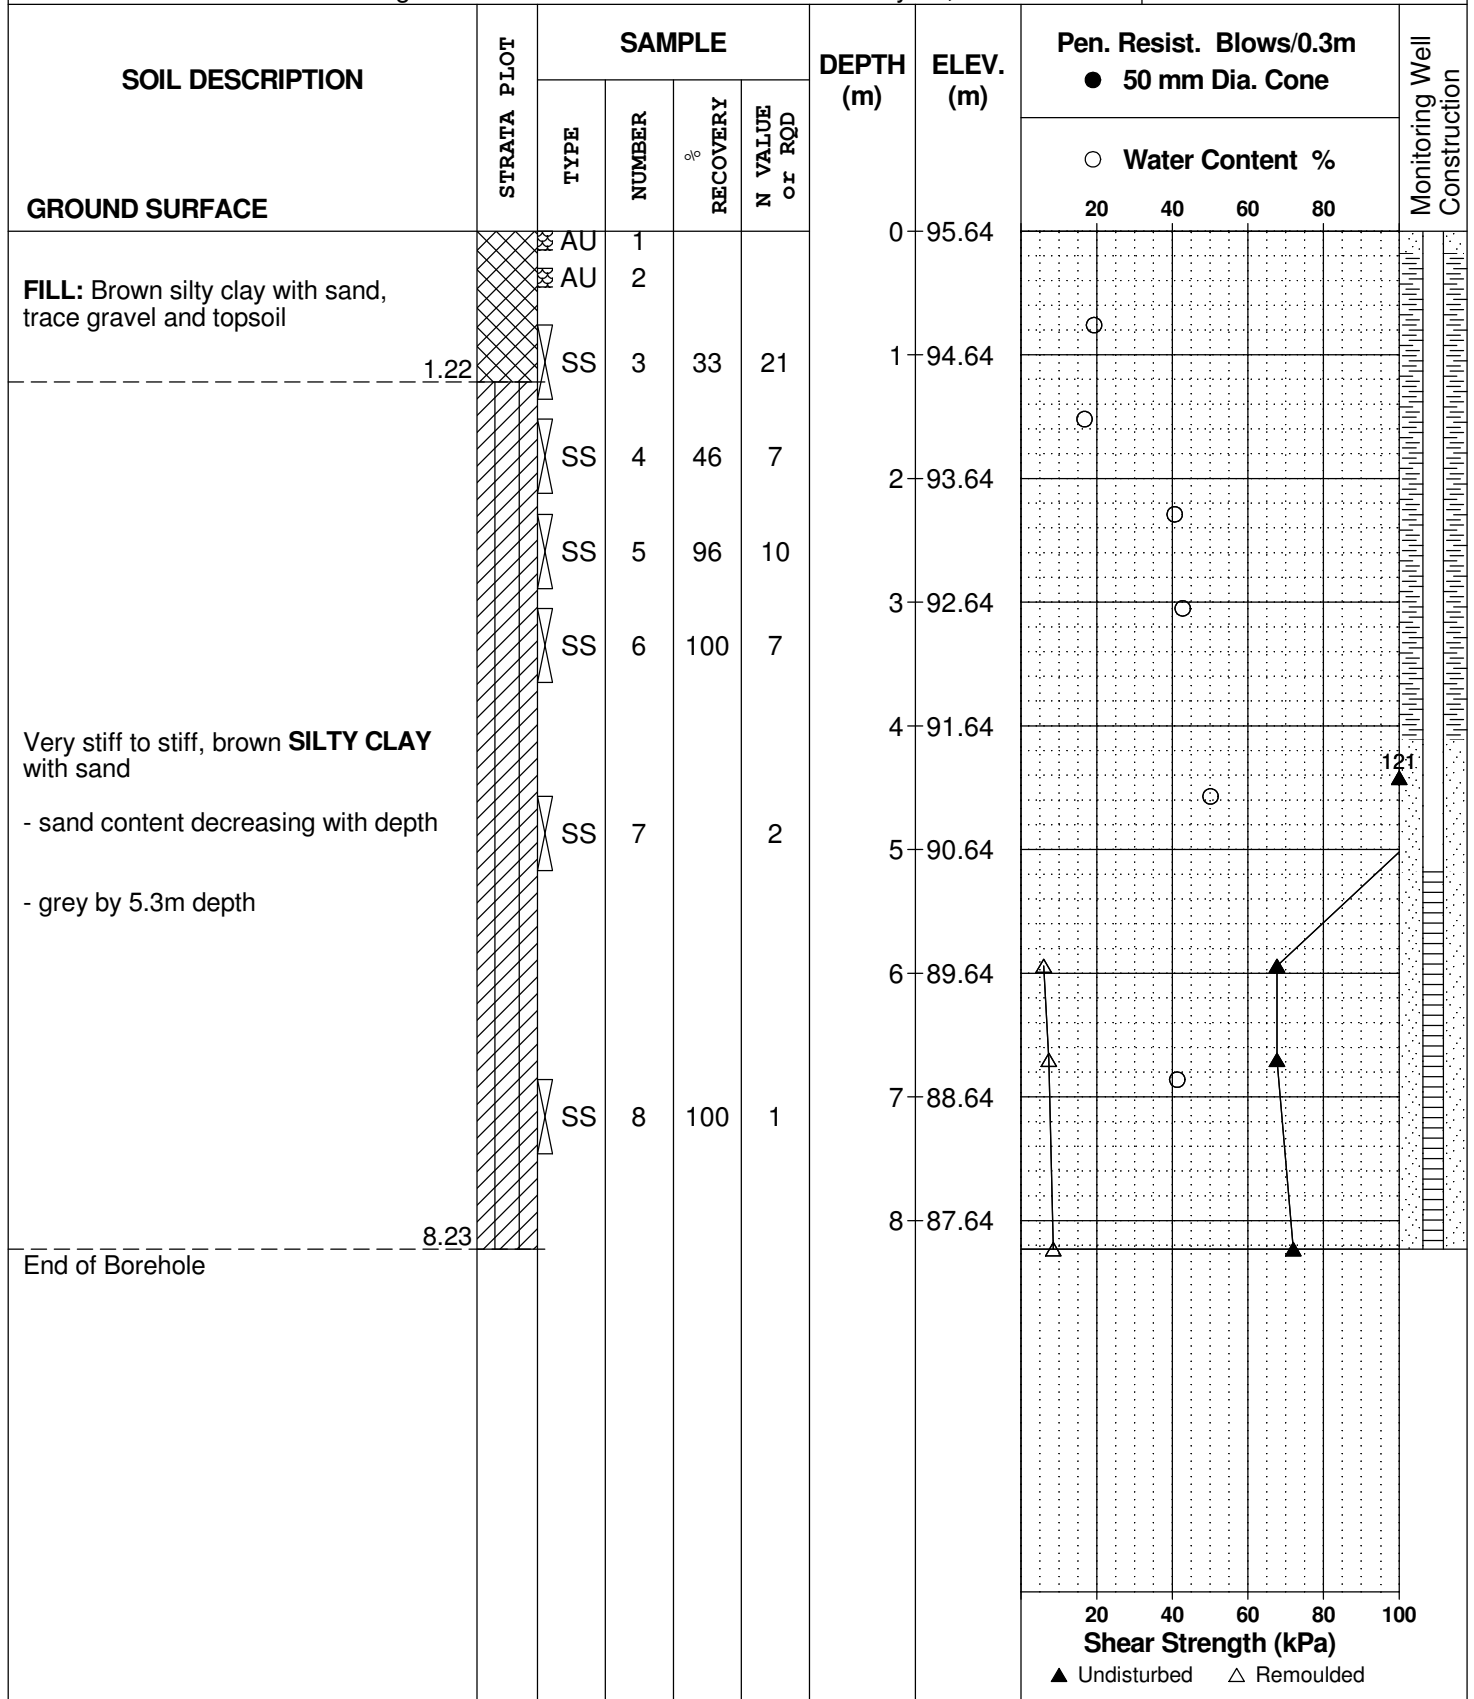 SOIL DESCRIPTION
GROUND SURFACE
STRATA PLOT
SAMPLE
TYPE
NUMBER
%
RECOVERY
N VALUE
or RQD
DEPTH
(m)
ELEV.
(m)
Pen. Resist. Blows/0.3m
● 50 mm Dia. Cone
○ Water Content %
20 40 60 80
Monitoring Well
Construction
0 95.64
AU 1
AU 2
FILL: Brown silty clay with sand,
trace gravel and topsoil
1 94.64
SS 3 33 21
1.22
SS 4 46 7
2 93.64
SS 5 96 10
3 92.64
SS 6 100 7
4 91.64
Very stiff to stiff, brown SILTY CLAY
with sand
121
- sand content decreasing with depth
SS 7 2
5 90.64
- grey by 5.3m depth
6 89.64
7 88.64
SS 8 100 1
8 87.64
8.23
End of Borehole
20 40 60 80 100
Shear Strength (kPa)
▲ Undisturbed △ Remoulded